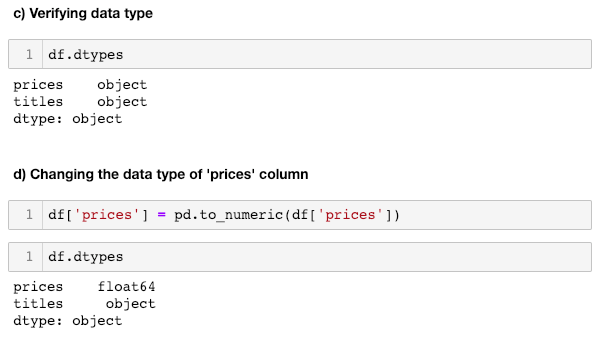 c) Verifying data type
1 df.dtypes
prices    object
titles    object
dtype: object
d) Changing the data type of 'prices' column
1 df['prices'] = pd.to_numeric(df['prices'])
1 df.dtypes
prices    float64
titles     object
dtype: object